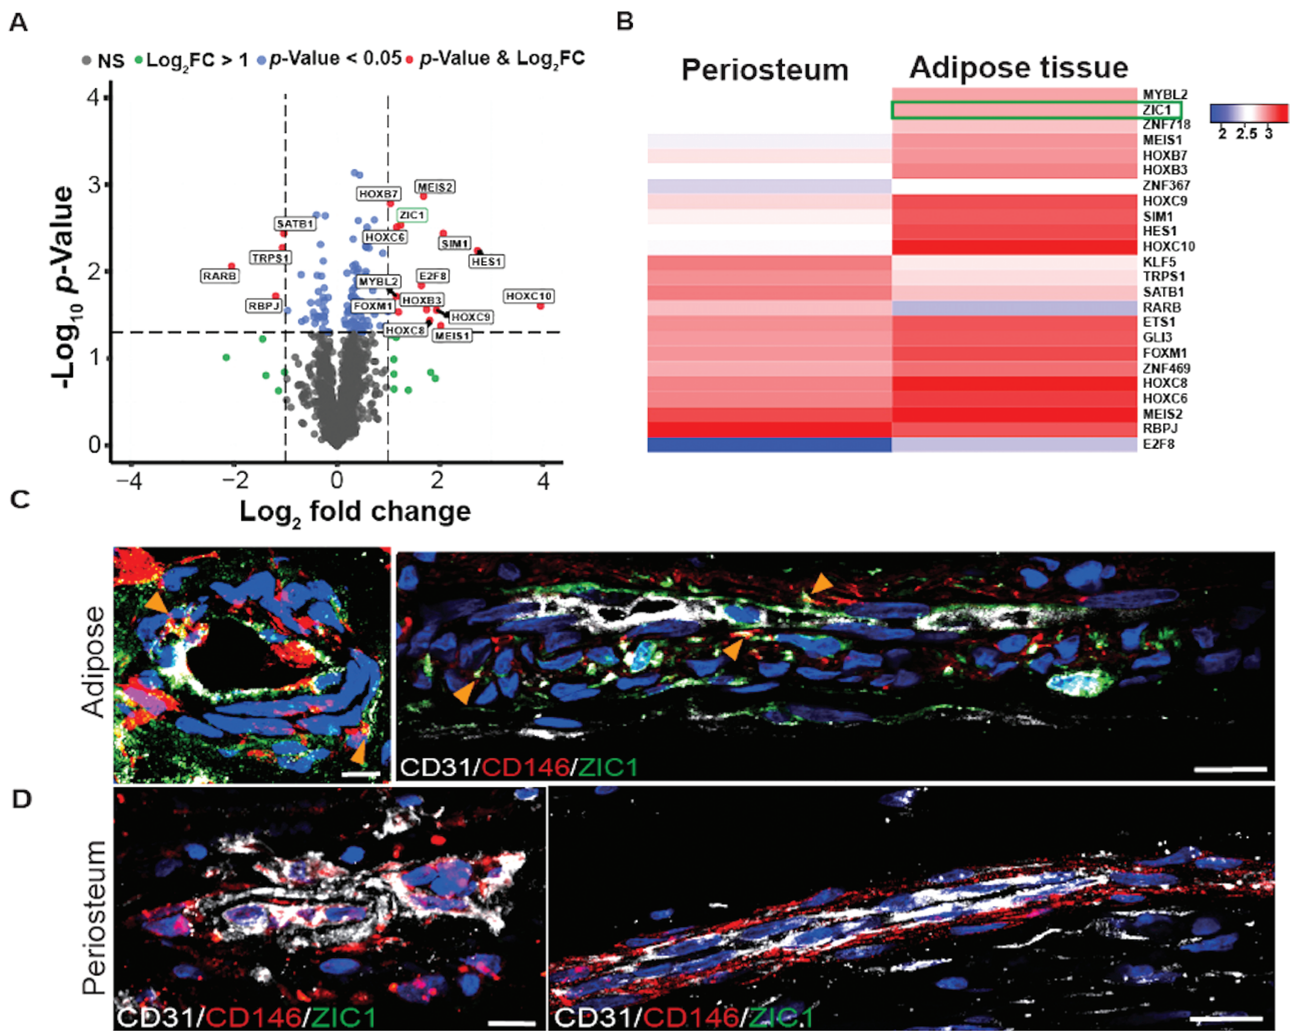 A
NS Log2FC > 1 p-Value < 0.05 p-Value & Log2FC
-Log10 p-Value
4
3
2
1
0
−4 −2 0 2 4
Log2 fold change
MEIS2
HOXB7
ZIC1
SATB1
HOXC6
SIM1
TRPS1
HES1
RARB
E2F8
MYBL2
HOXC10
HOXB3
RBPJ
FOXM1
HOXC9
HOXC8
MEIS1
B
Periosteum Adipose tissue
MYBL2
ZIC1
ZNF718
MEIS1
HOXB7
HOXB3
ZNF367
HOXC9
SIM1
HES1
HOXC10
KLF5
TRPS1
SATB1
RARB
ETS1
GLI3
FOXM1
ZNF469
HOXC8
HOXC6
MEIS2
RBPJ
E2F8
2 2.5 3
C
Adipose
CD31/CD146/ZIC1
D
Periosteum
CD31/CD146/ZIC1
CD31/CD146/ZIC1